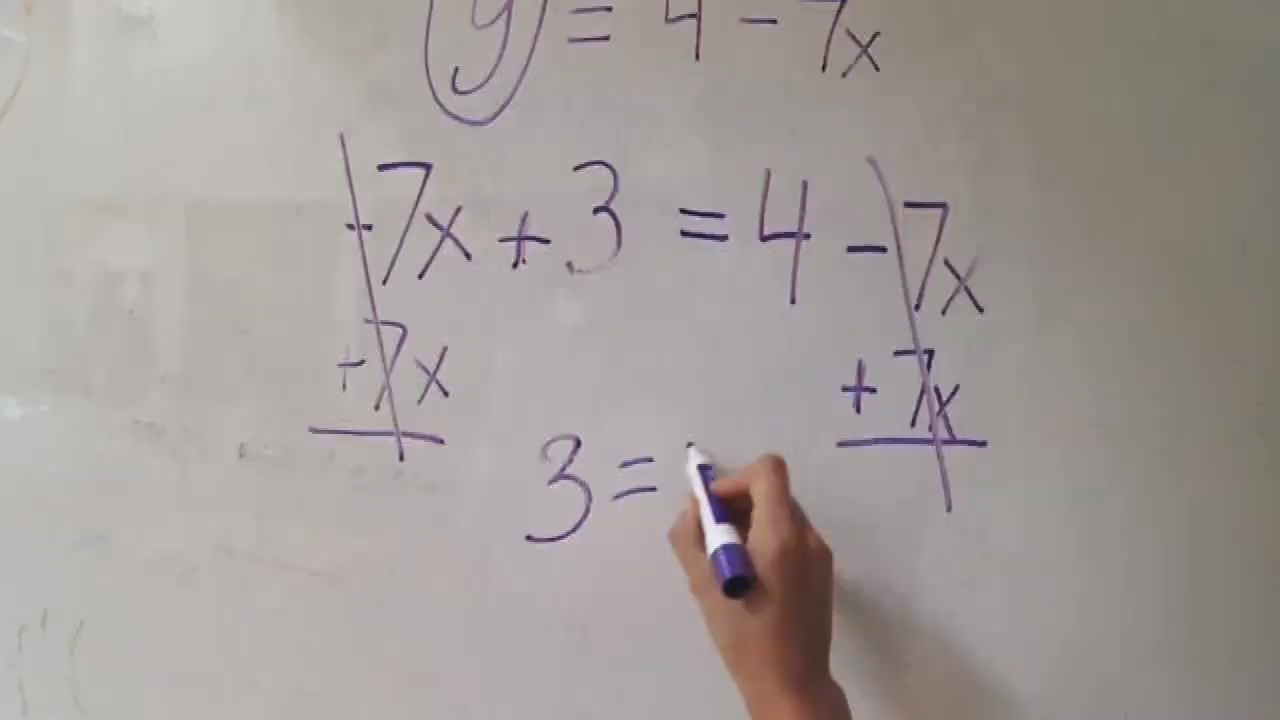 y = 4 - 7x
-7x + 3 = 4 - 7x
+7x + 7x
3 =